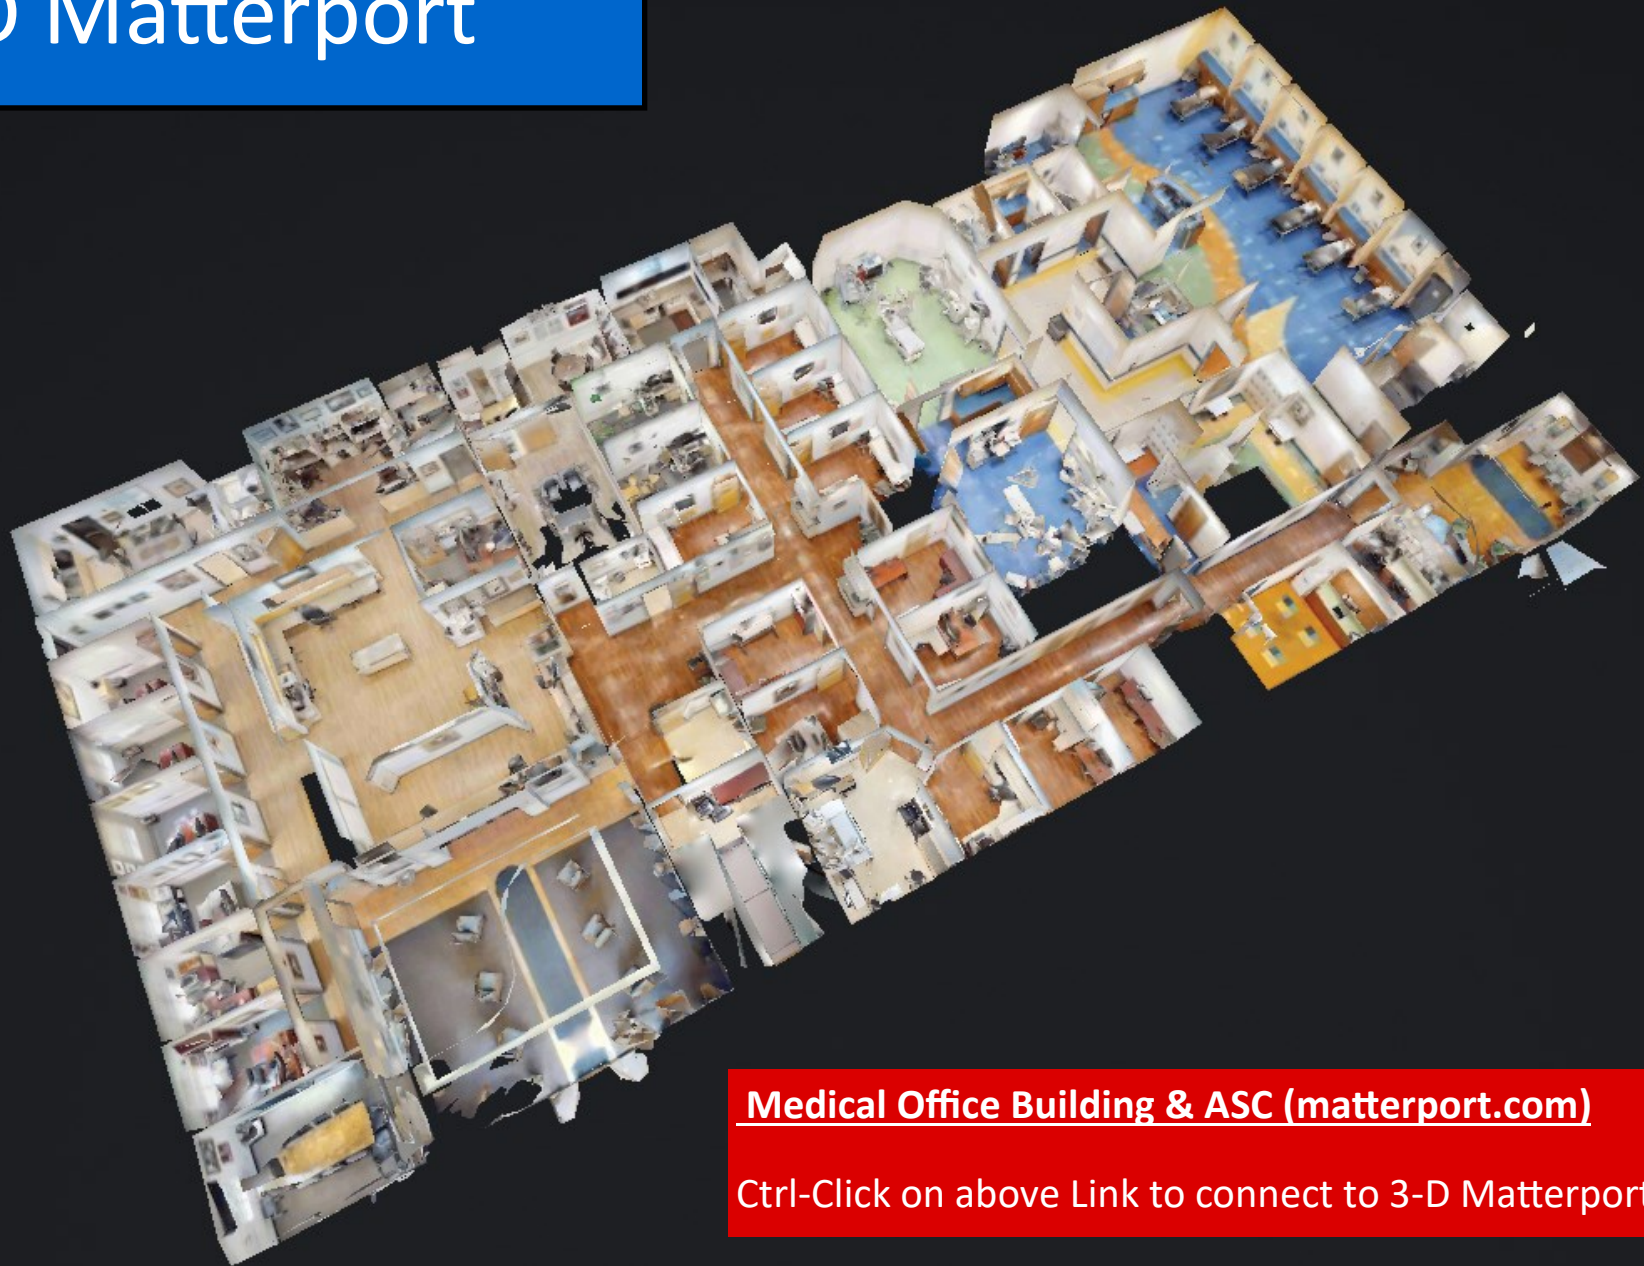 D Matterport
Medical Office Building & ASC (matterport.com)
Ctrl-Click on above Link to connect to 3-D Matterport